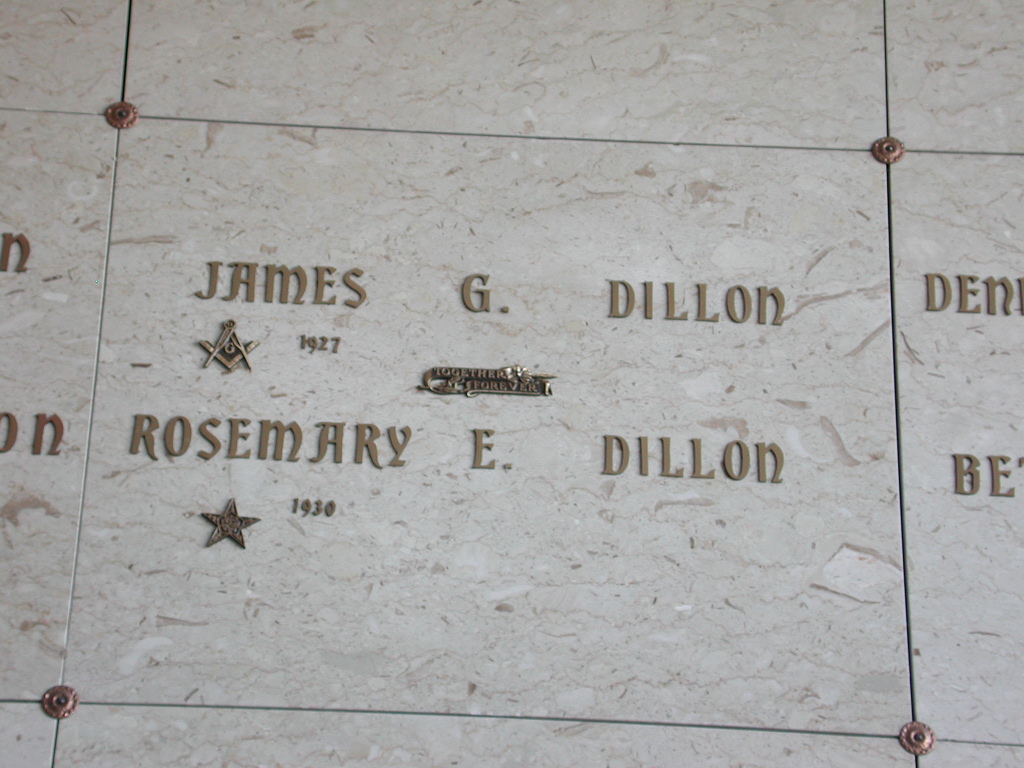 JAMES G. DILLON
G
1927
TOGETHER
FOREVER
ROSEMARY E. DILLON
1930